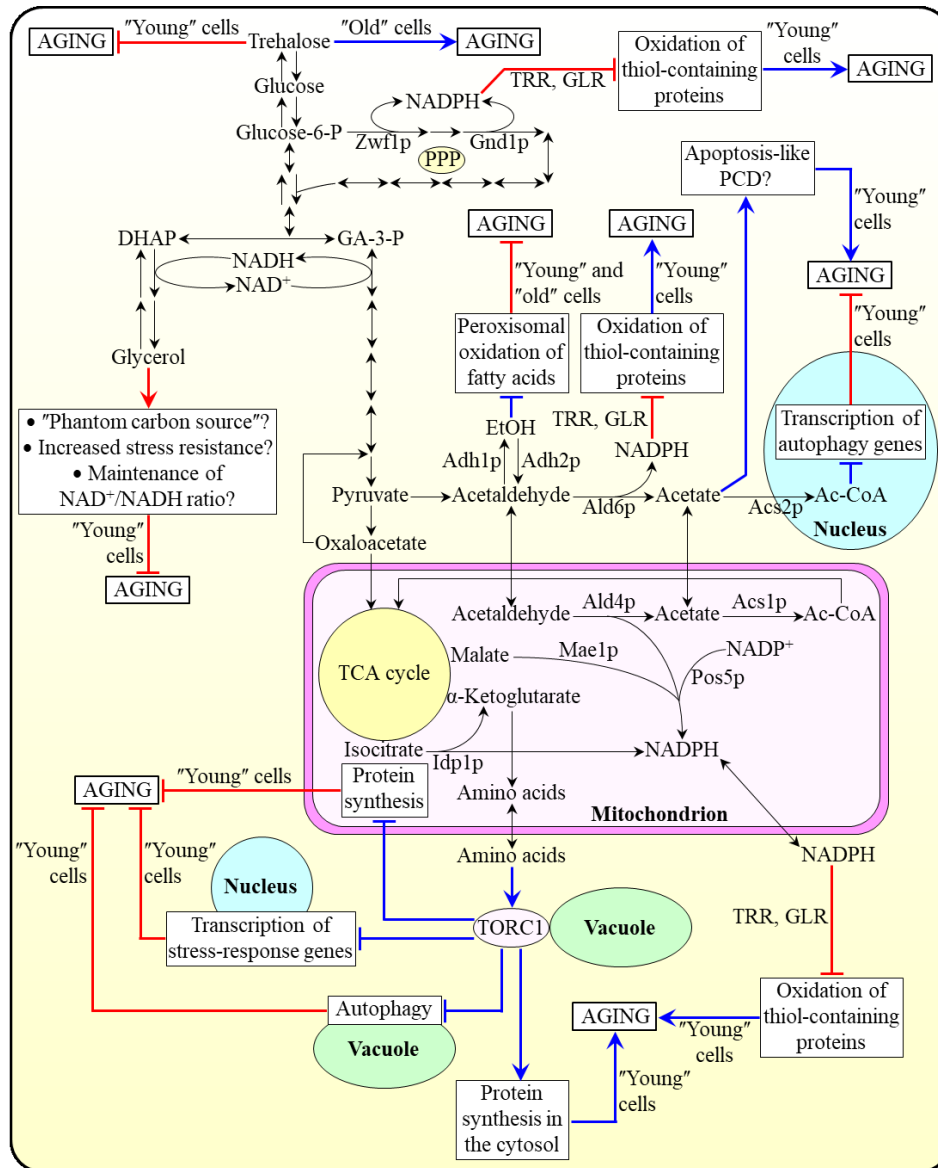 AGING
"Young" cells
Trehalose
"Old" cells
AGING
Oxidation of
thiol-containing
proteins
"Young"
cells
AGING
Glucose
NADPH
TRR, GLR
Glucose-6-P
Zwf1p
Gnd1p
PPP
Apoptosis-like
PCD?
"Young"
cells
AGING
DHAP
GA-3-P
NADH
NAD+
AGING
"Young" and
"old" cells
Peroxisomal
oxidation of
fatty acids
AGING
"Young"
cells
Oxidation of
thiol-containing
proteins
"Young"
cells
Glycerol
• "Phantom carbon source"?
• Increased stress resistance?
• Maintenance of
NAD+/NADH ratio?
"Young"
cells
AGING
TRR, GLR
EtOH
NADPH
Transcription of
autophagy genes
Adh1p
Adh2p
Pyruvate
Acetaldehyde
Ald6p
Acetate
Acs2p
Ac-CoA
Nucleus
Oxaloacetate
Acetaldehyde
Ald4p
Acetate
Acs1p
Ac-CoA
TCA cycle
Malate
Mae1p
NADP+
Pos5p
α-Ketoglutarate
Isocitrate
Idp1p
NADPH
"Young" cells
AGING
Protein
synthesis
Amino acids
Mitochondrion
"Young"
cells
"Young"
cells
Nucleus
Amino acids
NADPH
Transcription of
stress-response genes
TORC1
Vacuole
TRR, GLR
Autophagy
Vacuole
AGING
"Young"
cells
Oxidation of
thiol-containing
proteins
"Young"
cells
Protein
synthesis in
the cytosol